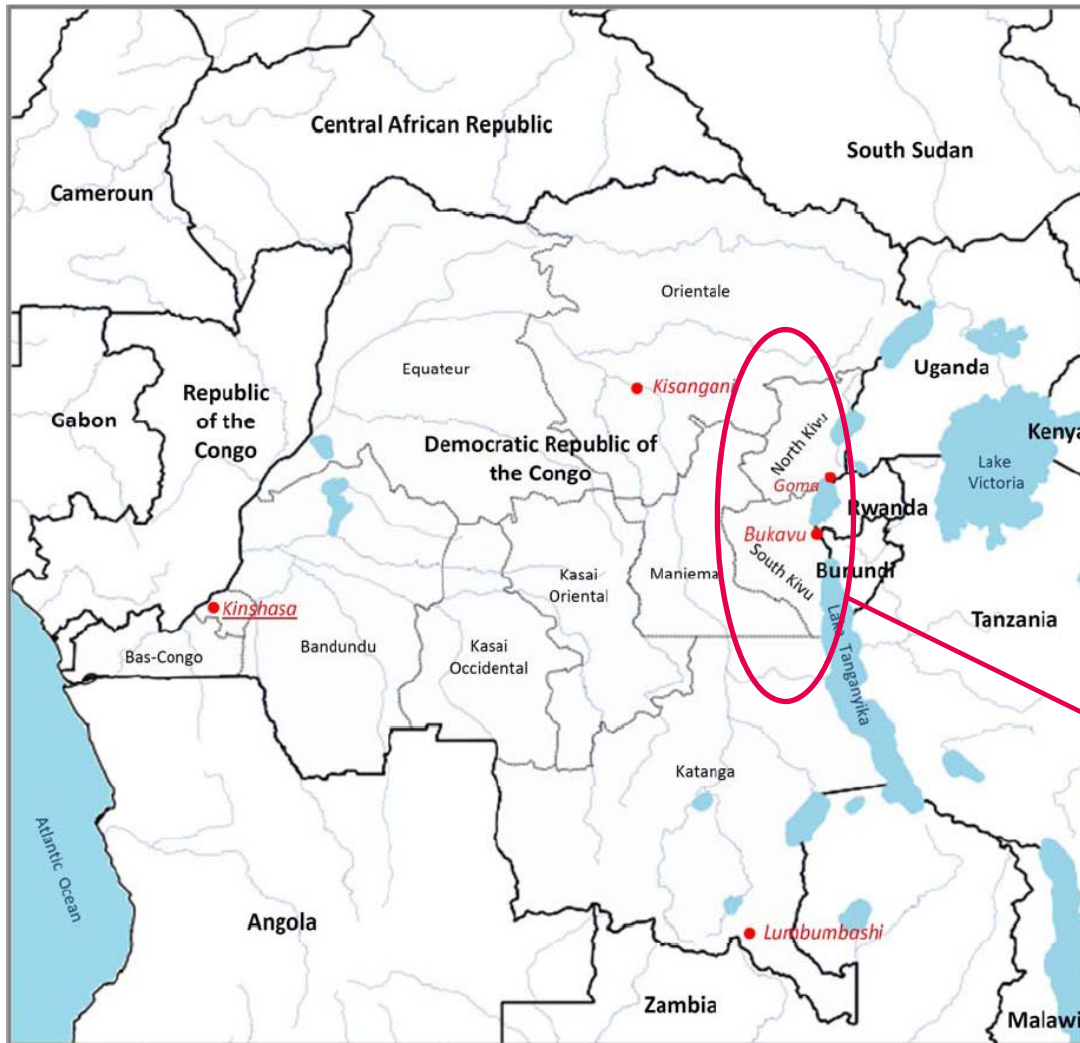 Central African Republic
South Sudan
Cameroun
Orientale
Equateur
Uganda
Kisangani
Republic
of the
Congo
Gabon
North Kivu
Kenya
Democratic Republic of
the Congo
Lake
Victoria
Goma
Rwanda
Bukavu
South Kivu
Burundi
Maniema
Kasai
Oriental
Kinshasa
Tanzania
Bandundu
Kasai
Occidental
Bas-Congo
Lake Tanganyika
Katanga
Atlantic Ocean
Angola
Lumbumbashi
Zambia
Malawi